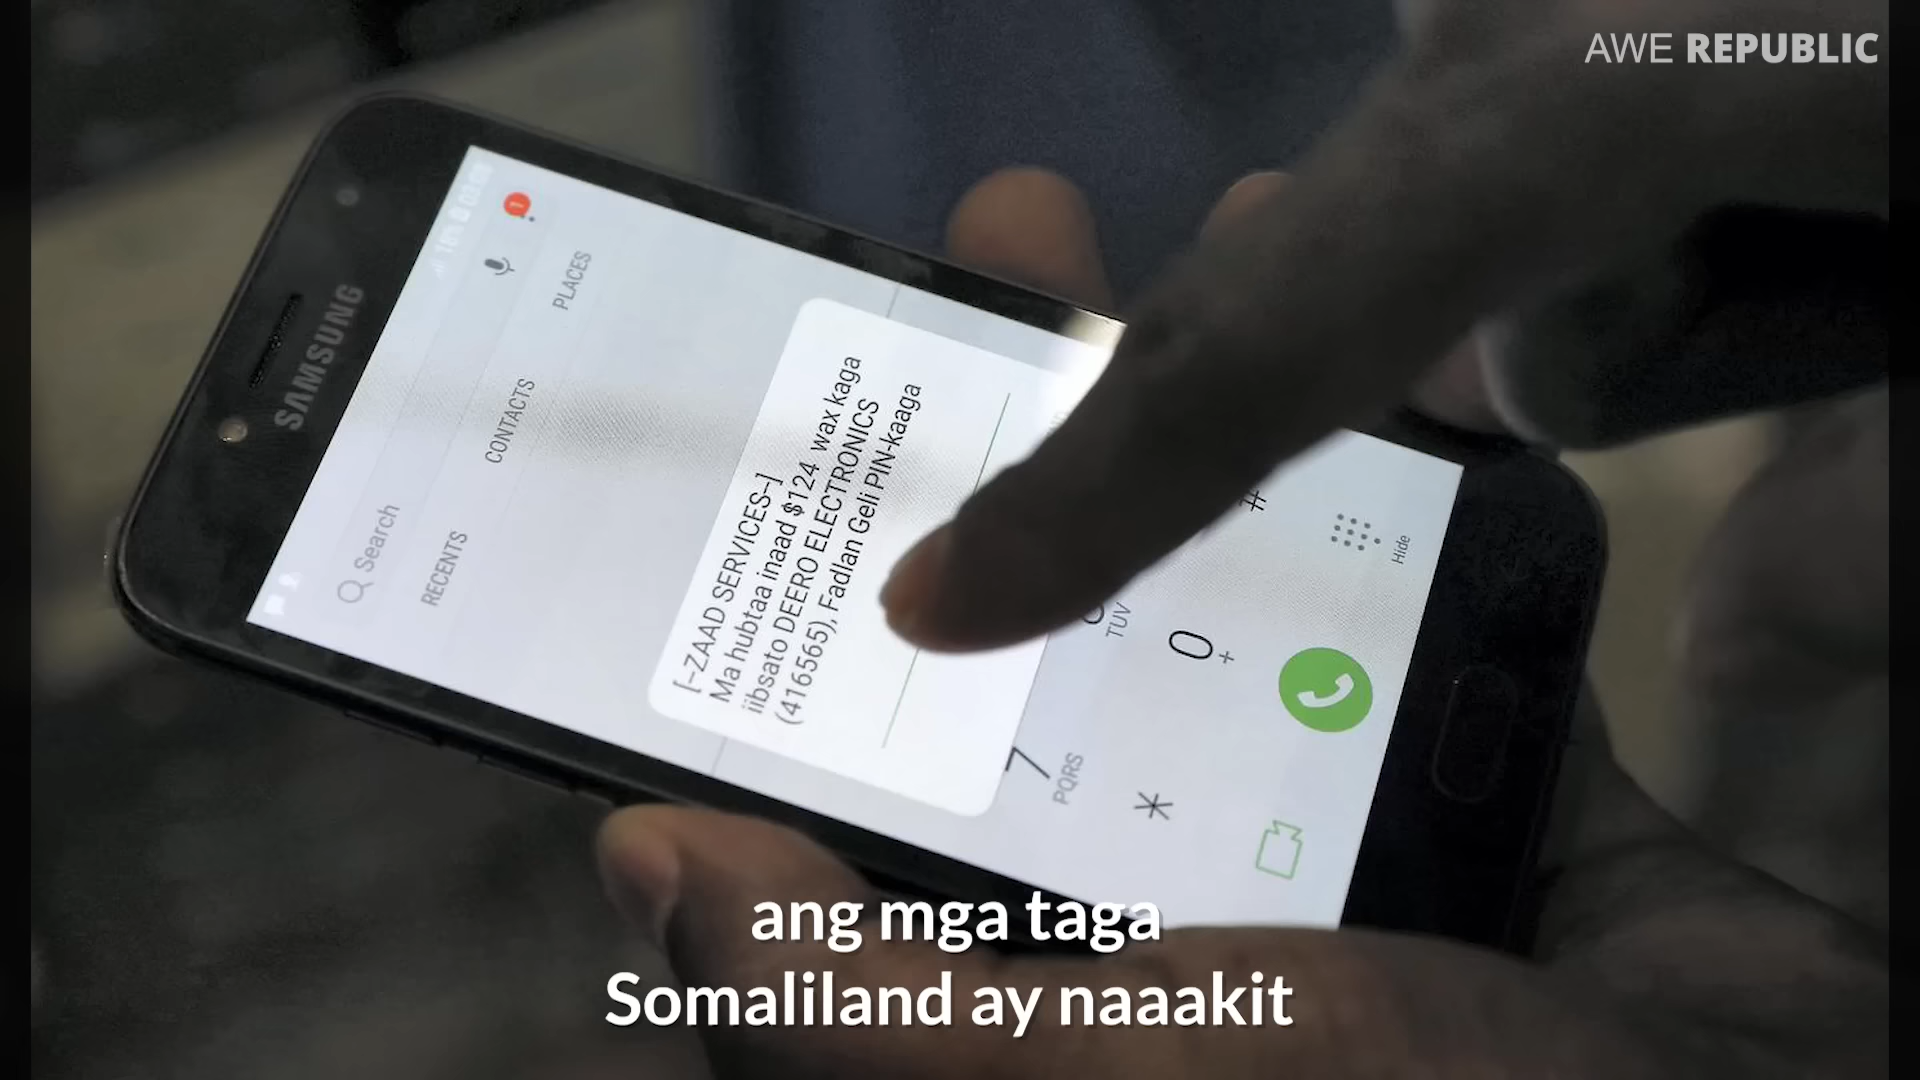 AWE REPUBLIC
SAMSUNG
Search
RECENTS
CONTACTS
PLACES
[-ZAAD SERVICES-]
Ma hubtaa inaad $124 wax kaga
iibsato DEERO ELECTRONICS
(416565), Fadlan Geli PIN-kaaga
7
PQRS
TUV
*
0
+
#
Hide
ang mga taga
Somaliland ay naaakit